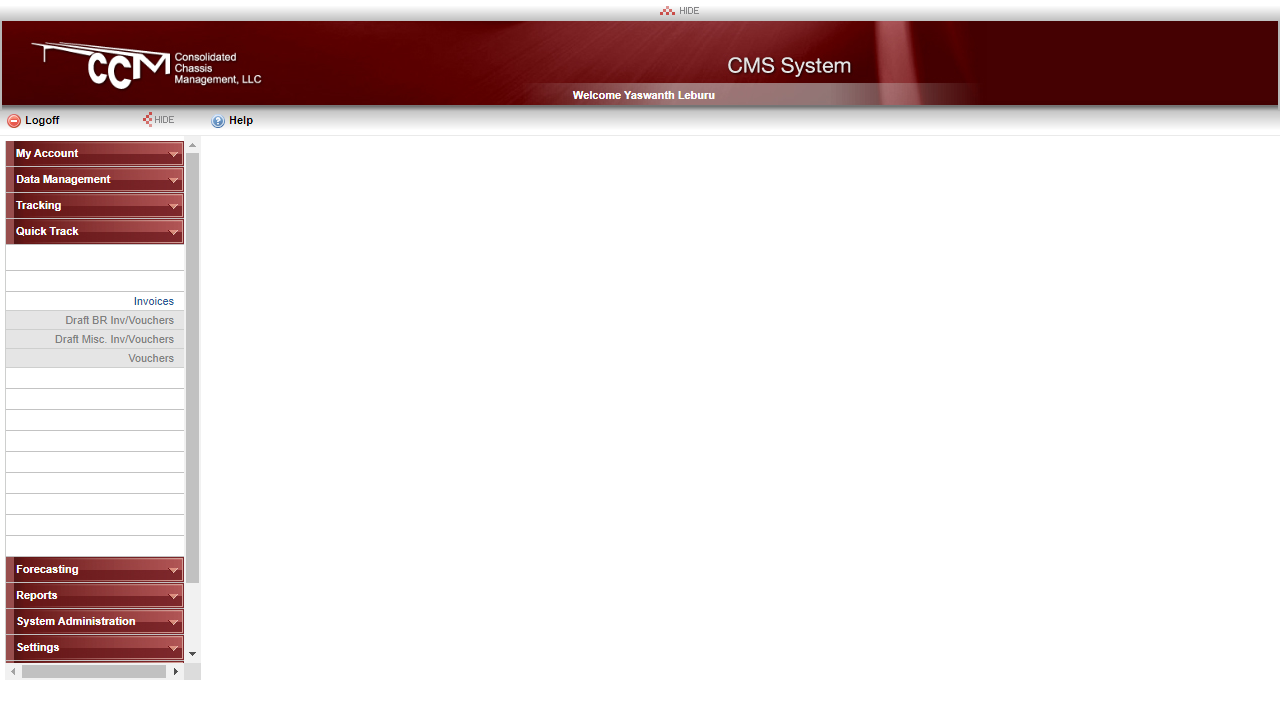 HIDE
CCM
Consolidated
Chassis
Management, LLC
CMS System
Welcome Yaswanth Leburu
Logoff
HIDE
Help
My Account
Data Management
Tracking
Quick Track
Invoices
Draft BR Inv/Vouchers
Draft Misc. Inv/Vouchers
Vouchers
Forecasting
Reports
System Administration
Settings